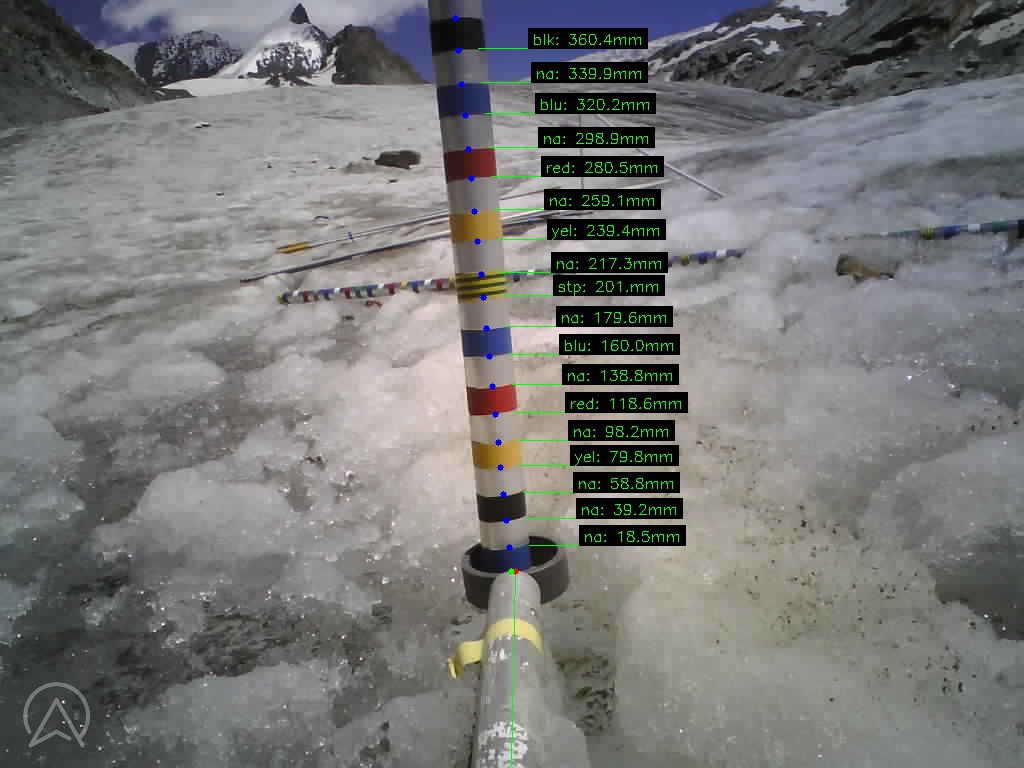 blk: 360.4mm
na: 339.9mm
blu: 320.2mm
na: 298.9mm
red: 280.5mm
na: 259.1mm
yel: 239.4mm
na: 217.3mm
stp: 201.mm
na: 179.6mm
blu: 160.0mm
na: 138.8mm
red: 118.6mm
na: 98.2mm
yel: 79.8mm
na: 58.8mm
na: 39.2mm
na: 18.5mm